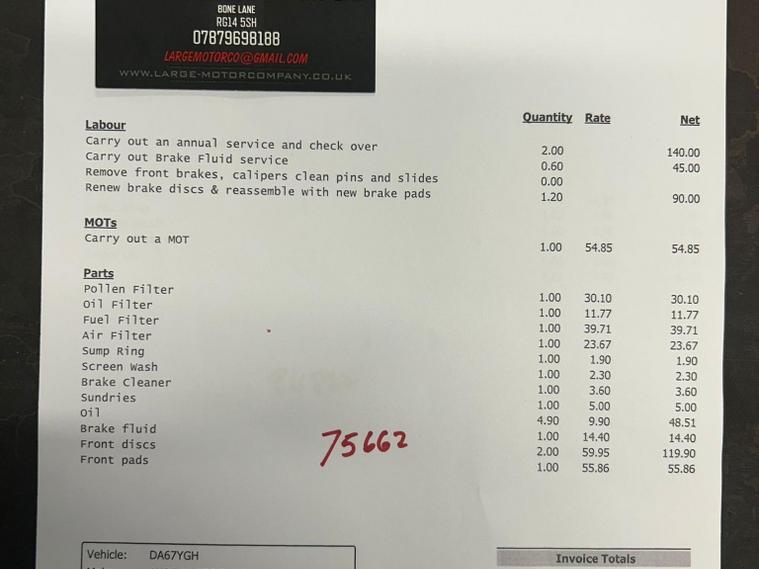 BONE LANE
RG14 5SH
07879698188
LARGEMOTORCO@GMAIL.COM
WWW.LARGE-MOTORCOMPANY.CO.UK
Labour Quantity Rate Net
Carry out an annual service and check over 2.00 140.00
Carry out Brake Fluid service 0.60 45.00
Remove front brakes, calipers clean pins and slides 0.00
Renew brake discs & reassemble with new brake pads 1.20 90.00
MOTs
Carry out a MOT 1.00 54.85 54.85
Parts
Pollen Filter 1.00 30.10 30.10
Oil Filter 1.00 11.77 11.77
Fuel Filter 1.00 39.71 39.71
Air Filter 1.00 23.67 23.67
Sump Ring 1.00 1.90 1.90
Screen Wash 1.00 2.30 2.30
Brake Cleaner 1.00 3.60 3.60
Sundries 1.00 5.00 5.00
Oil 4.90 9.90 48.51
Brake fluid 1.00 14.40 14.40
Front discs 2.00 59.95 119.90
Front pads 1.00 55.86 55.86
75662
Vehicle: DA67YGH
Invoice Totals